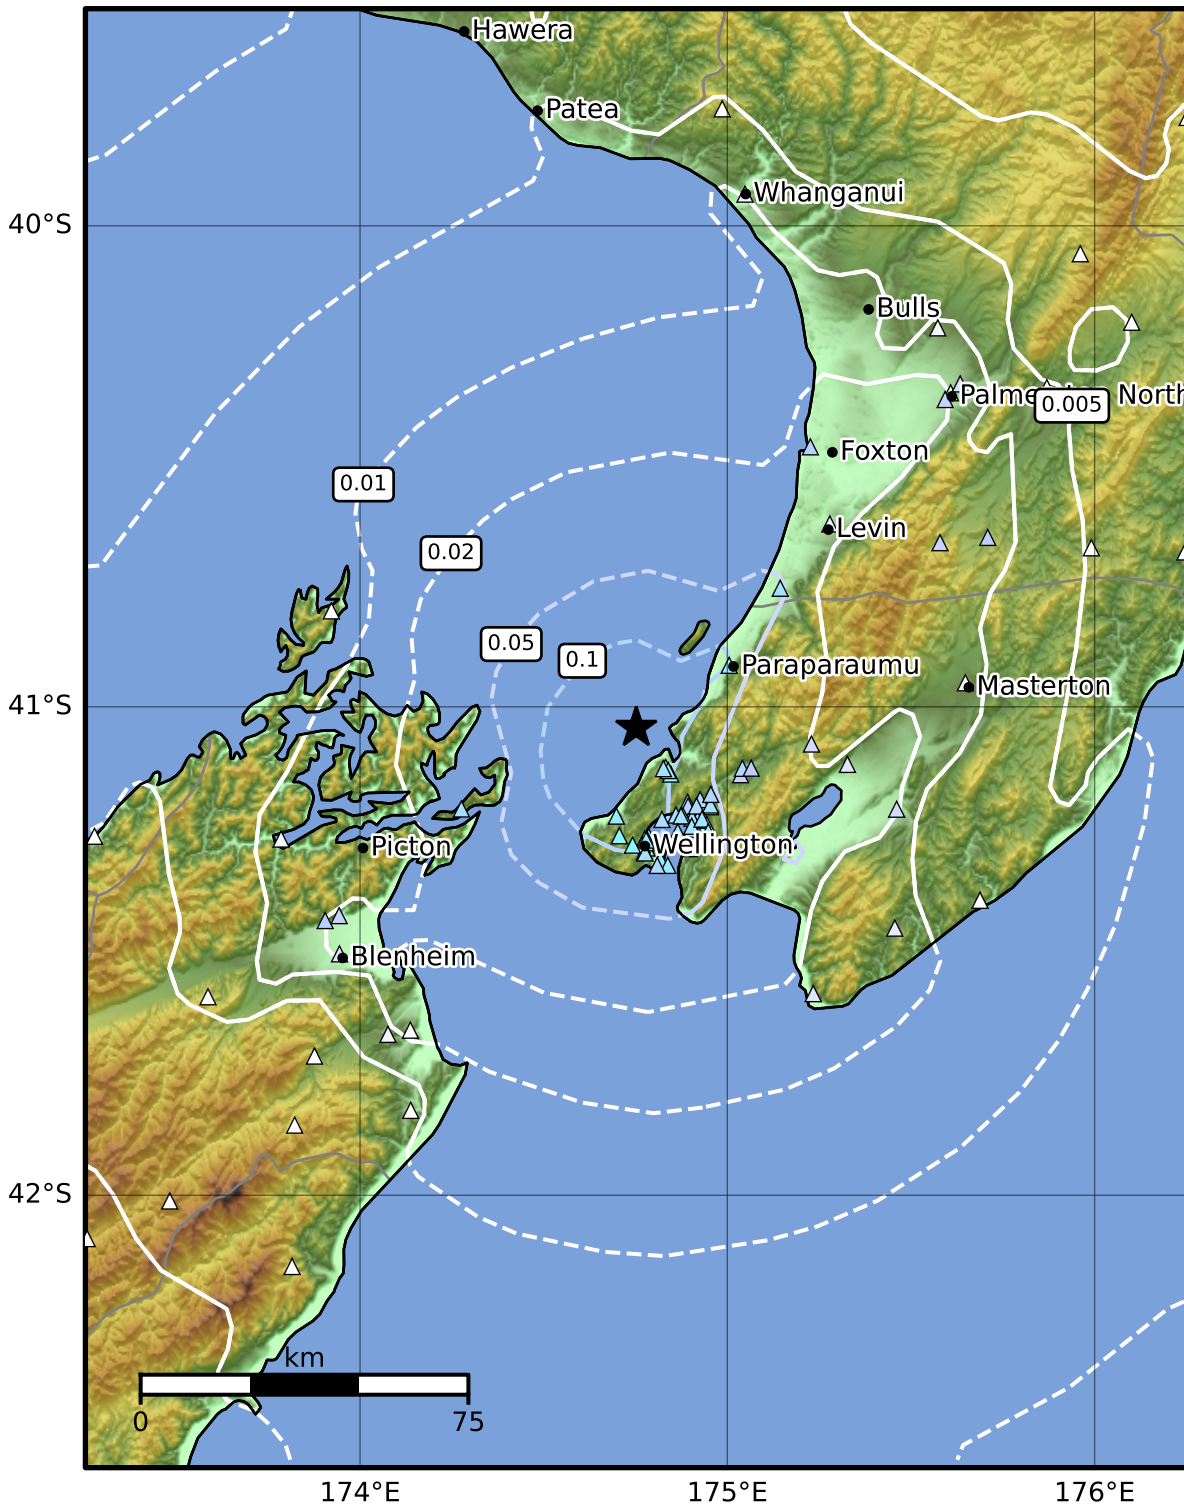 Hawera
Patea
Whanganui
40°S
Bulls
Palme
North
0.005
Foxton
0.01
Levin
0.02
0.05
0.1
Paraparaumu
Masterton
41°S
Picton
Wellington
Blenheim
42°S
km
0
75
174°E
175°E
176°E